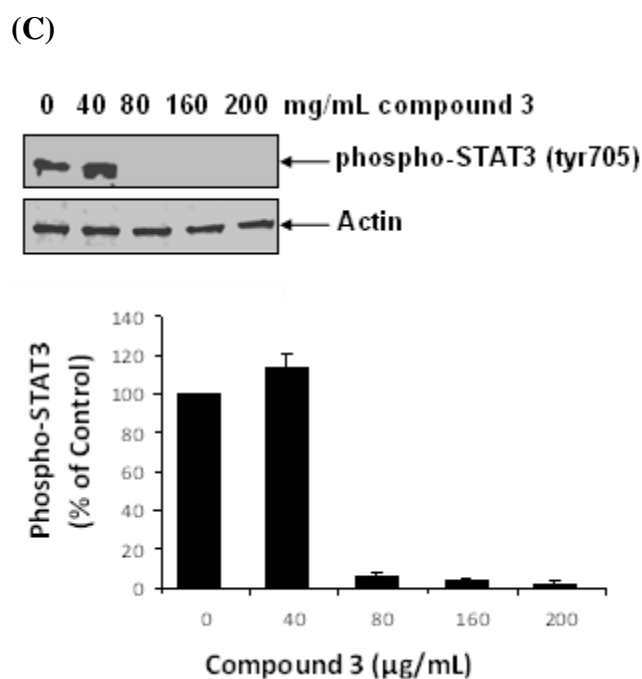 (C)
0 40 80 160 200 mg/mL compound 3
phospho-STAT3 (tyr705)
Actin
140
120
100
80
60
40
20
0
Phospho-STAT3
(% of Control)
0 40 80 160 200
Compound 3 (µg/mL)